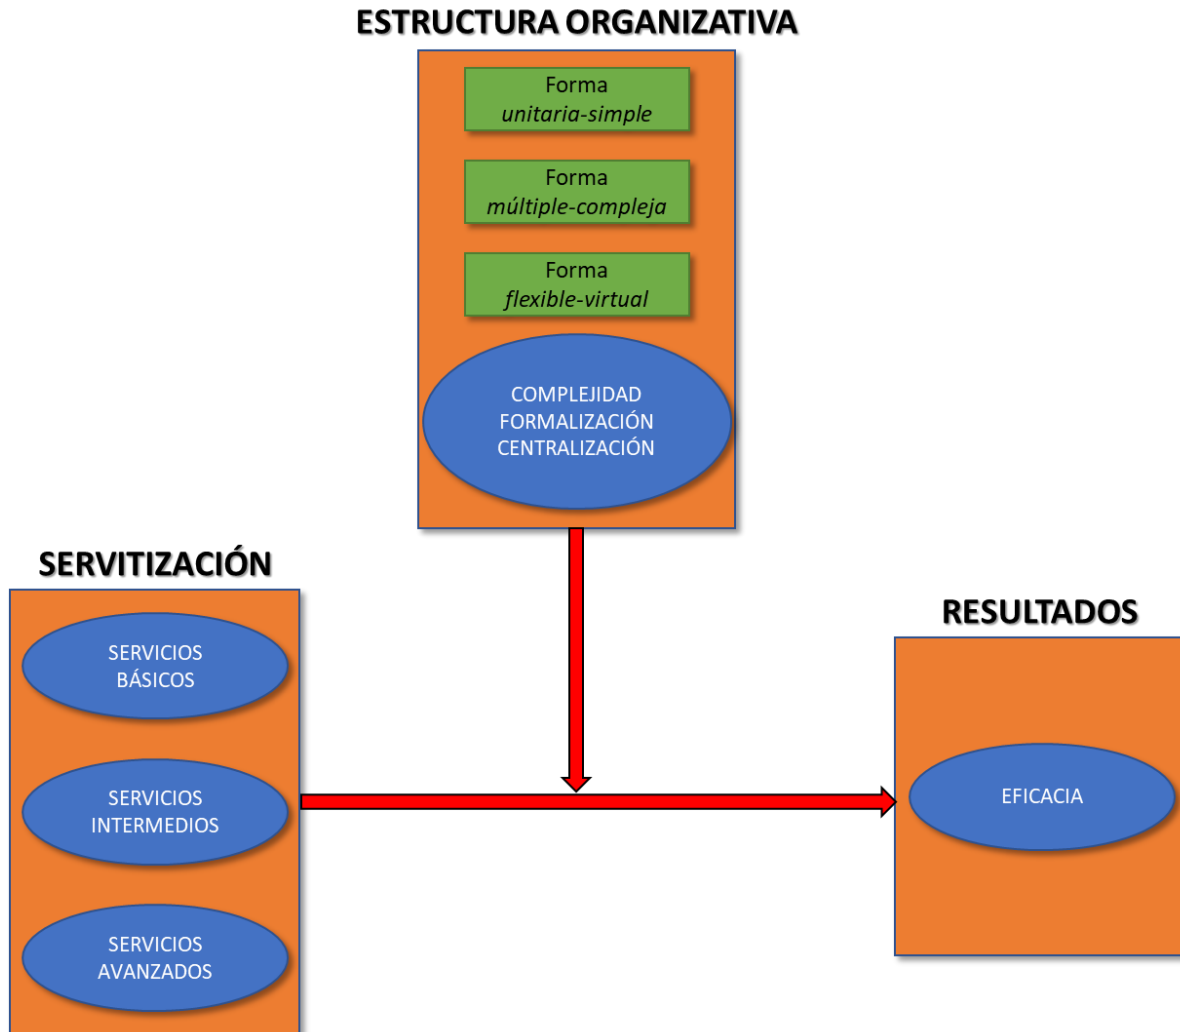 ESTRUCTURA ORGANIZATIVA
Forma
unitaria-simple
Forma
múltiple-compleja
Forma
flexible-virtual
COMPLEJIDAD
FORMALIZACIÓN
CENTRALIZACIÓN
SERVITIZACIÓN
SERVICIOS
BÁSICOS
SERVICIOS
INTERMEDIOS
SERVICIOS
AVANZADOS
RESULTADOS
EFICACIA